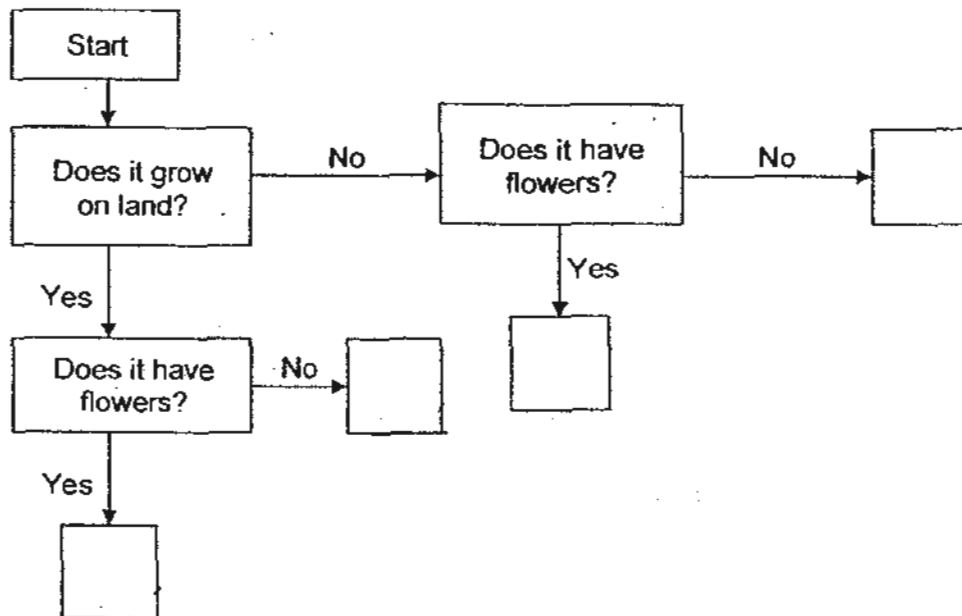 Start
Does it grow
on land?
No
Does it have
flowers?
No
Yes
Yes
Does it have
flowers?
No
Yes